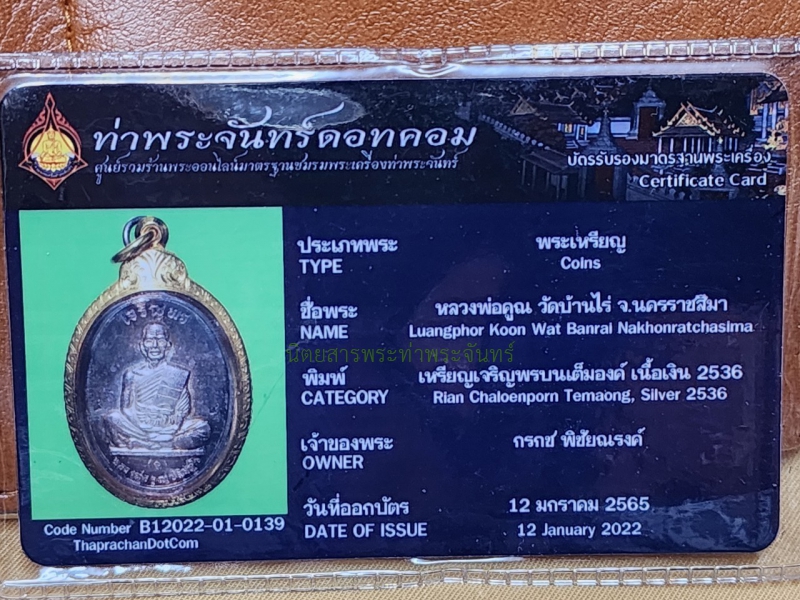 ท่าพระจันทร์ดอทคอม
ศูนย์รวมร้านพระออนไลน์มาตรฐานชมรมพระเครื่องท่าพระจันทร์
บัตรรับรองมาตรฐานพระเครื่อง
Certificate Card
เจริญพร
ประเภทพระ พระเหรียญ
TYPE Coins
ชื่อพระ หลวงพ่อคูณ วัดบ้านไร่ จ.นครราชสีมา
NAME Luangphor Koon Wat Banrai Nakhonratchasima
นิตยสารพระท่าพระจันทร์
พิมพ์ เหรียญเจริญพรบนเต็มองค์ เนื้อเงิน 2536
CATEGORY Rian Chaloenporn Temaong, Silver 2536
เจ้าของพระ กรกช พิชัยณรงค์
OWNER
วันที่ออกบัตร 12 มกราคม 2565
DATE OF ISSUE 12 January 2022
Code Number B12022-01-0139
ThaprachanDotCom